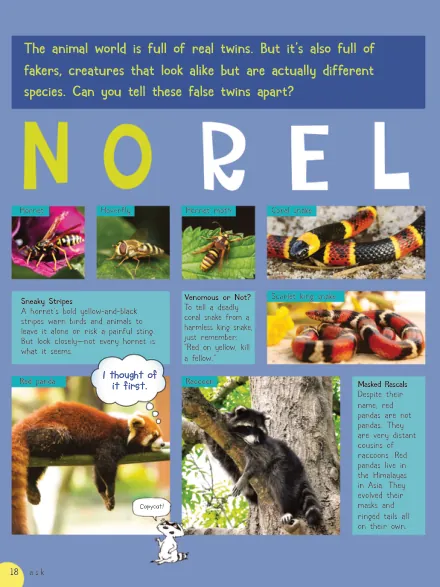 The animal world is full of real twins. But it's also full of
fakers, creatures that look alike but are actually different
species. Can you tell these false twins apart?
NO REL
Hornet
Hoverfly
Hornet moth
Coral snake
Sneaky Stripes
A hornet's bold yellow-and-black
stripes warn birds and animals to
leave it alone or risk a painful sting.
But look closely—not every hornet is
what it seems.
Venomous or Not?
To tell a deadly
coral snake from a
harmless king snake,
just remember:
"Red on yellow, kill
a fellow."
Scarlet king snake
Red panda
I thought of
it first.
Raccoon
Copycat!
Masked Rascals
Despite their
name, red
pandas are not
pandas. They
are very distant
cousins of
raccoons. Red
pandas live in
the Himalayas
in Asia. They
evolved their
masks and
ringed tails all
on their own.
18 ask